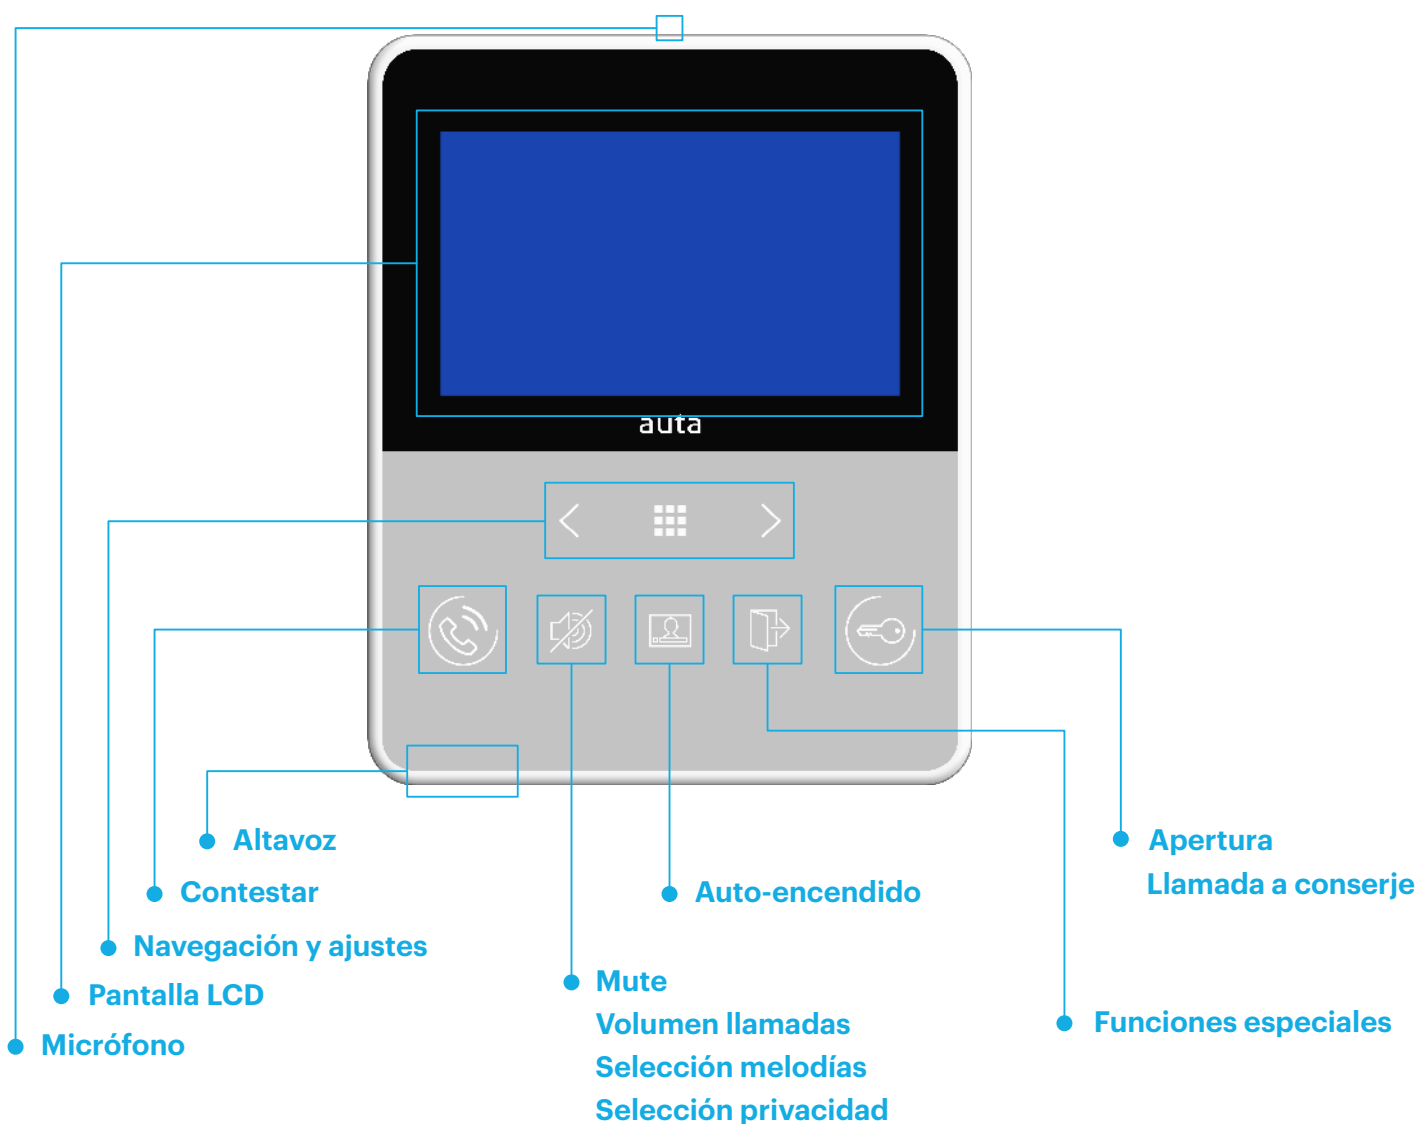 auta
Altavoz
Contestar
Navegación y ajustes
Pantalla LCD
Micrófono
Auto-encendido
Mute
Volumen llamadas
Selección melodías
Selección privacidad
Apertura
Llamada a conserje
Funciones especiales